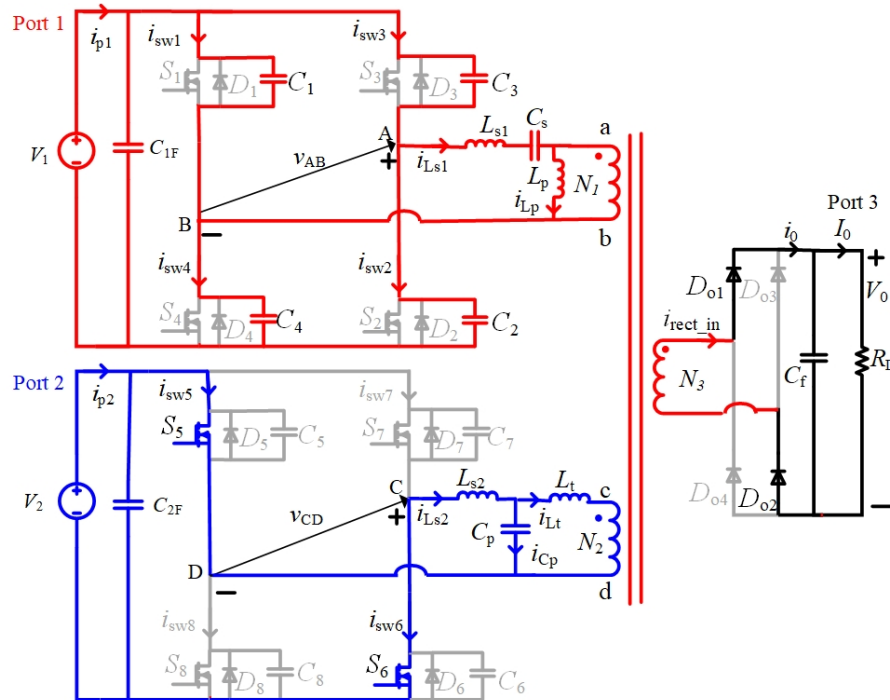 Port 1
i_p1
i_sw1
i_sw3
S_1
D_1
C_1
S_3
D_3
C_3
V_1
C_1F
v_AB
A
+
i_Ls1
L_s1
C_s
a
L_p
i_Lp
N_1
b
B
−
i_sw4
i_sw2
S_4
D_4
C_4
S_2
D_2
C_2
Port 2
i_p2
i_sw5
i_sw7
S_5
D_5
C_5
S_7
D_7
C_7
V_2
C_2F
v_CD
C
+
i_Ls2
L_s2
L_t
c
C_p
i_Lt
i_Cp
N_2
d
D
−
i_sw8
i_sw6
S_8
D_8
C_8
S_6
D_6
C_6
Port 3
i_0
I_0
+
D_o1
D_o3
V_0
i_rect_in
N_3
C_f
D_o4
D_o2
−